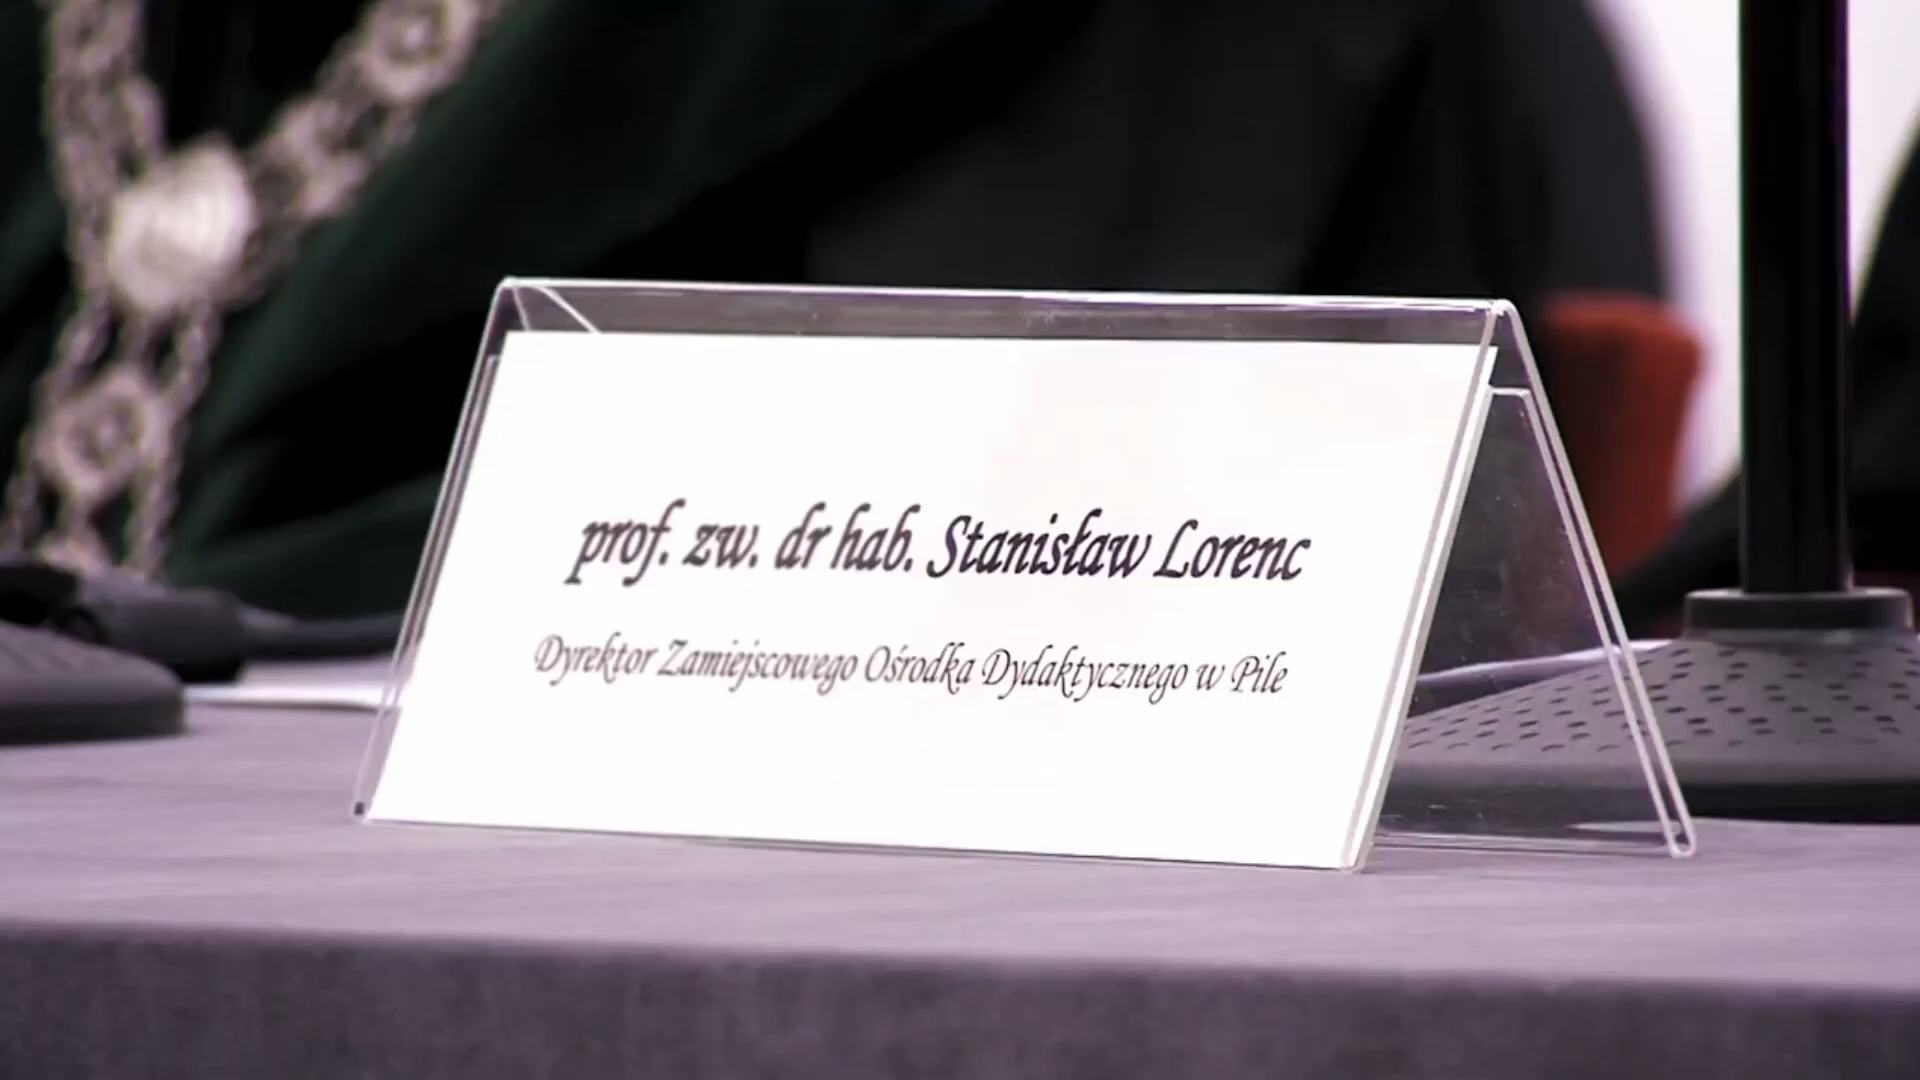 prof. zw. dr hab. Stanisław Lorenc
Dyrektor Zamiejscowego Ośrodka Dydaktycznego w Pile